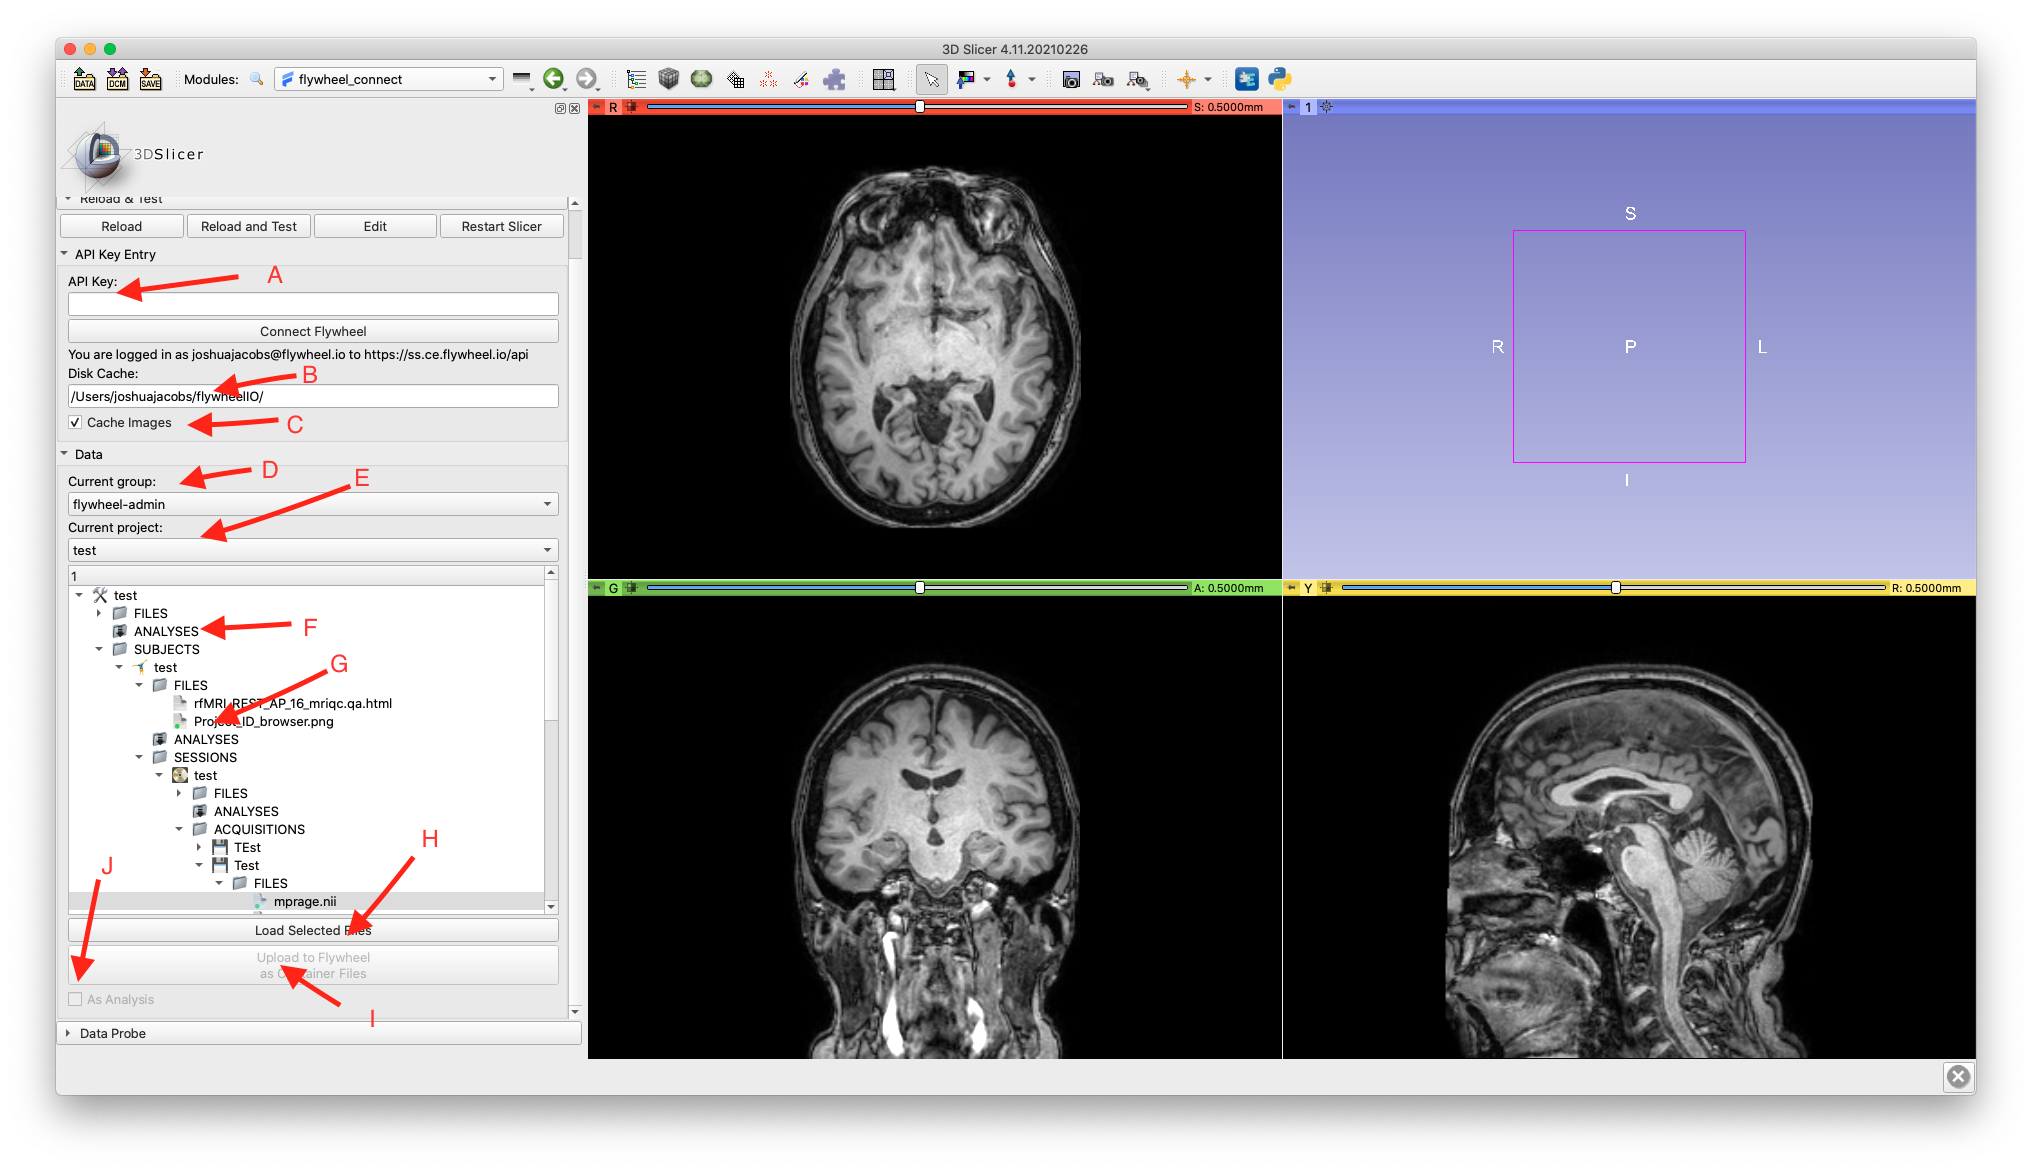 3D Slicer 4.11.20210226
DATA DCM SAVE Modules: flywheel_connect
3DSlicer
Reload & Test
Reload Reload and Test Edit Restart Slicer
API Key Entry
API Key: A
Connect Flywheel
You are logged in as joshuajacobs@flywheel.io to https://ss.ce.flywheel.io/api
Disk Cache: B
/Users/joshuajacobs/flywheelIO/
Cache Images C
Data
Current group: D
flywheel-admin
Current project: E
test
1
test
FILES
ANALYSES F
SUBJECTS
test G
FILES
rfMRI_REST_AP_16_mriqc.qa.html
Project_ID_browser.png
ANALYSES
SESSIONS
test
FILES
ANALYSES
ACQUISITIONS H
TEst
Test J
FILES
mprage.nii
Load Selected Files
Upload to Flywheel
as Container Files
As Analysis I
Data Probe
R S: 0.5000mm
1
S
R P L
I
G A: 0.5000mm
Y R: 0.5000mm